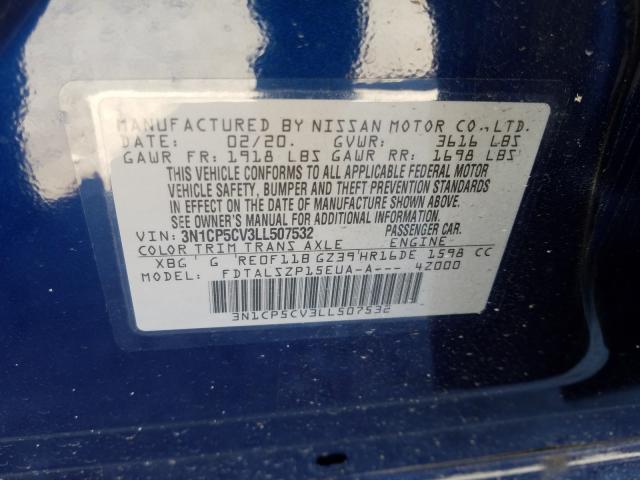 MANUFACTURED BY NISSAN MOTOR CO.,LTD.
DATE: 02/20. GVWR: 3616 LBS
GAWR FR: 1918 LBS GAWR RR: 1698 LBS
THIS VEHICLE CONFORMS TO ALL APPLICABLE FEDERAL MOTOR
VEHICLE SAFETY, BUMPER AND THEFT PREVENTION STANDARDS
IN EFFECT ON THE DATE OF MANUFACTURE SHOWN ABOVE.
SEE OWNER'S MANUAL FOR ADDITIONAL INFORMATION.
VIN: 3N1CP5CV3LL507532 PASSENGER CAR.
COLOR TRIM TRANS AXLE ENGINE
XBG G RE0F11B GZ39 HR16DE 1598 CC
FDTALSZP15EUA-A--- 42000
3N1CP5CV3LL507532